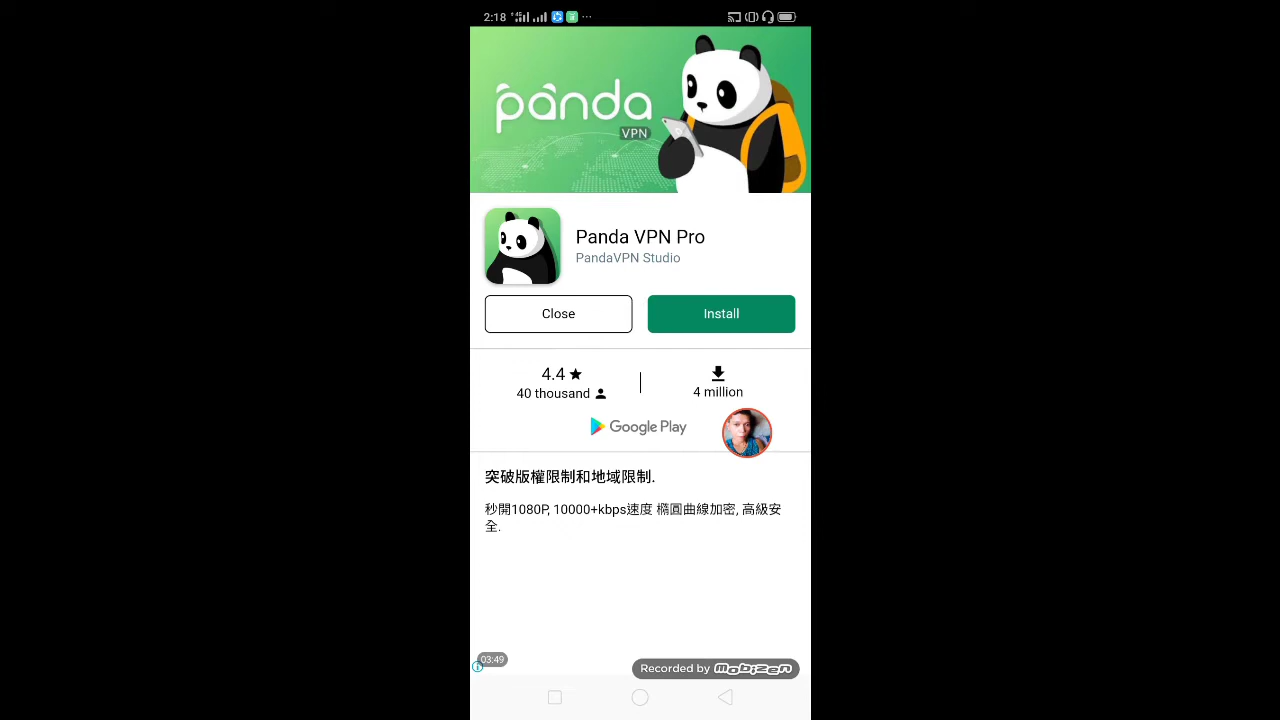 2:18
panda
VPN
Panda VPN Pro
PandaVPN Studio
Close
Install
4.4
40 thousand
4 million
Google Play
突破版權限制和地域限制.
秒開1080P, 10000+kbps速度 橢圓曲線加密, 高級安
全.
03:49
Recorded by mobizen